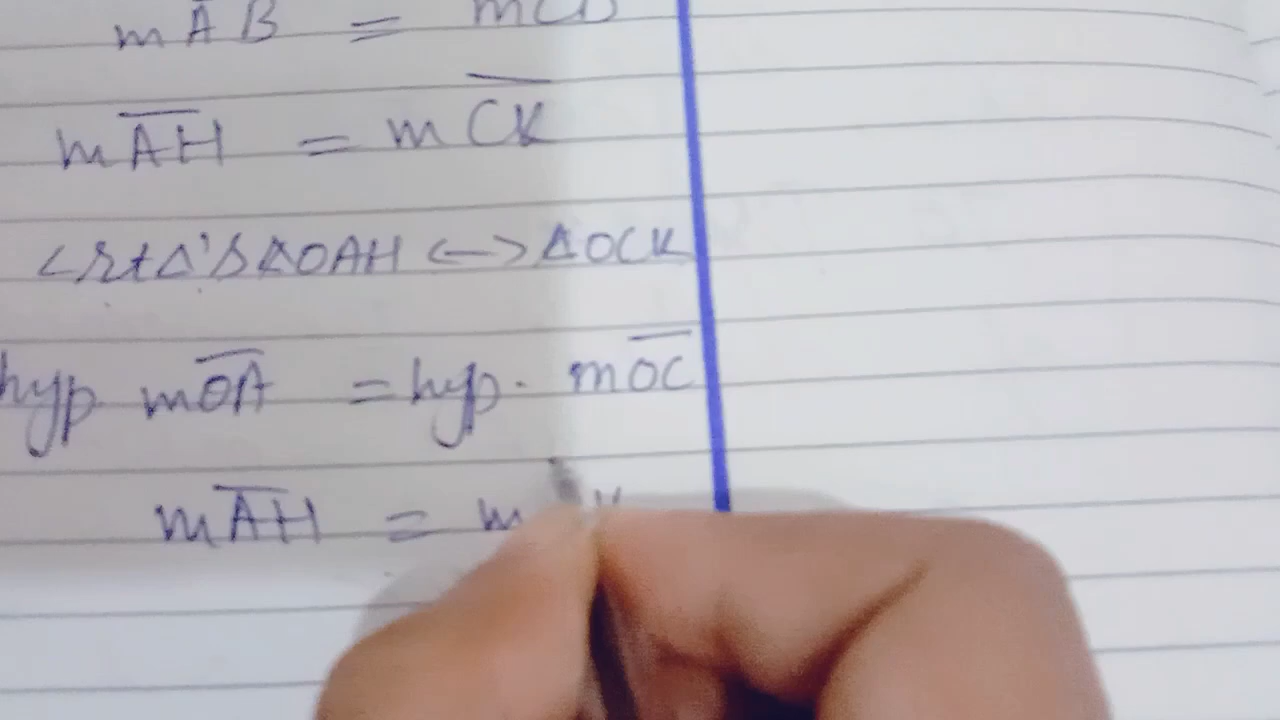 mAB = mCD
mAH = mCK
<rt△'s △OAH <-> △OCK
hyp mOA = hyp. mOC
mAH = m